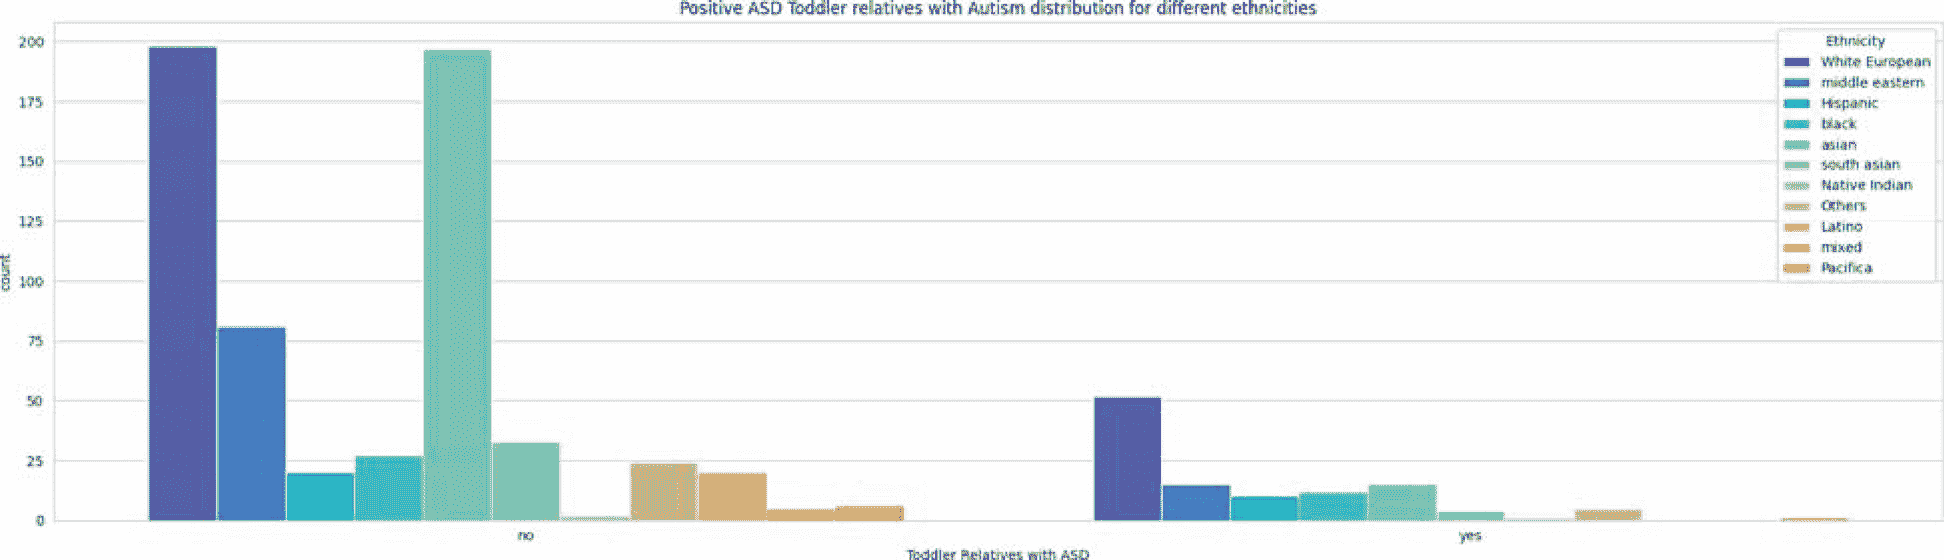 Positive ASD Toddler relatives with Autism distribution for different ethnicities
200
175
150
125
100
75
50
25
0
count
no
yes
Toddler Relatives with ASD
Ethnicity
White European
middle eastern
Hispanic
black
asian
south asian
Native Indian
Others
Latino
mixed
Pacifica